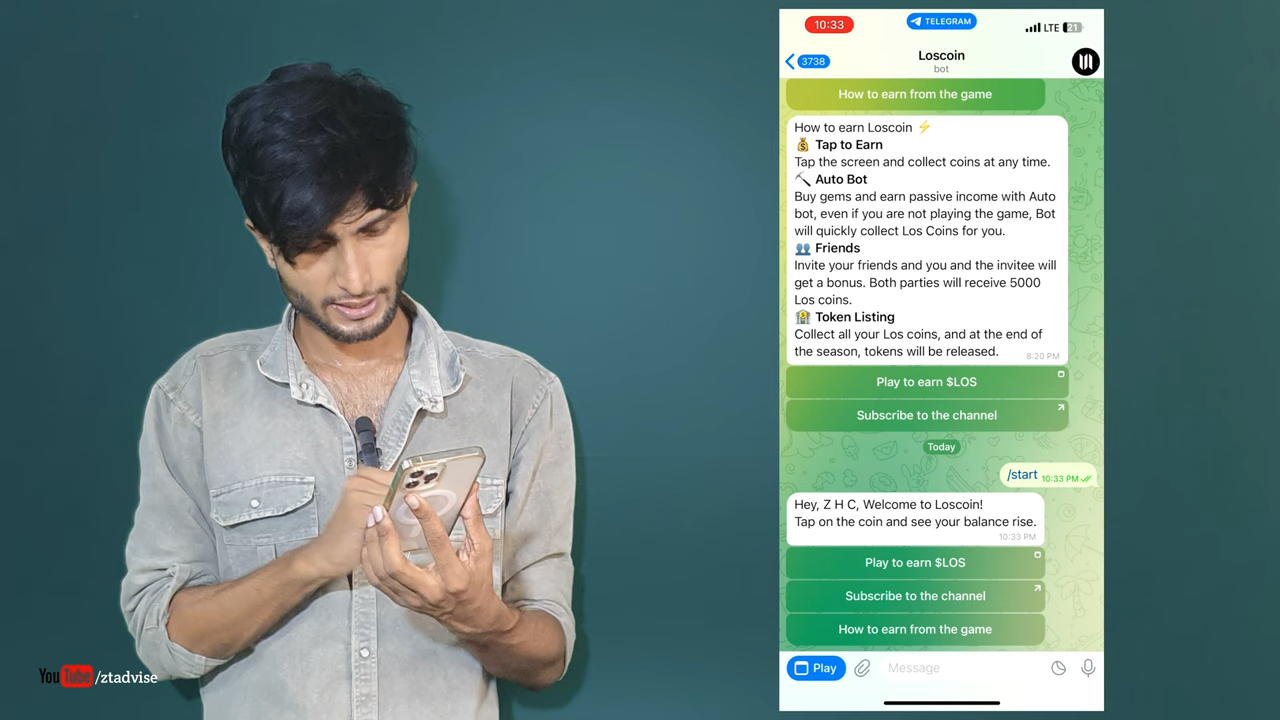 10:33
TELEGRAM
LTE 21
3738
Loscoin
bot
How to earn from the game
How to earn Loscoin ⚡
💰 Tap to Earn
Tap the screen and collect coins at any time.
⛏ Auto Bot
Buy gems and earn passive income with Auto
bot, even if you are not playing the game, Bot
will quickly collect Los Coins for you.
👥 Friends
Invite your friends and you and the invitee will
get a bonus. Both parties will receive 5000
Los coins.
🏦 Token Listing
Collect all your Los coins, and at the end of
the season, tokens will be released.
8:20 PM
Play to earn $LOS
Subscribe to the channel
Today
/start 10:33 PM
Hey, Z H C, Welcome to Loscoin!
Tap on the coin and see your balance rise.
10:33 PM
Play to earn $LOS
Subscribe to the channel
How to earn from the game
Play
Message
YouTube/ztadvise